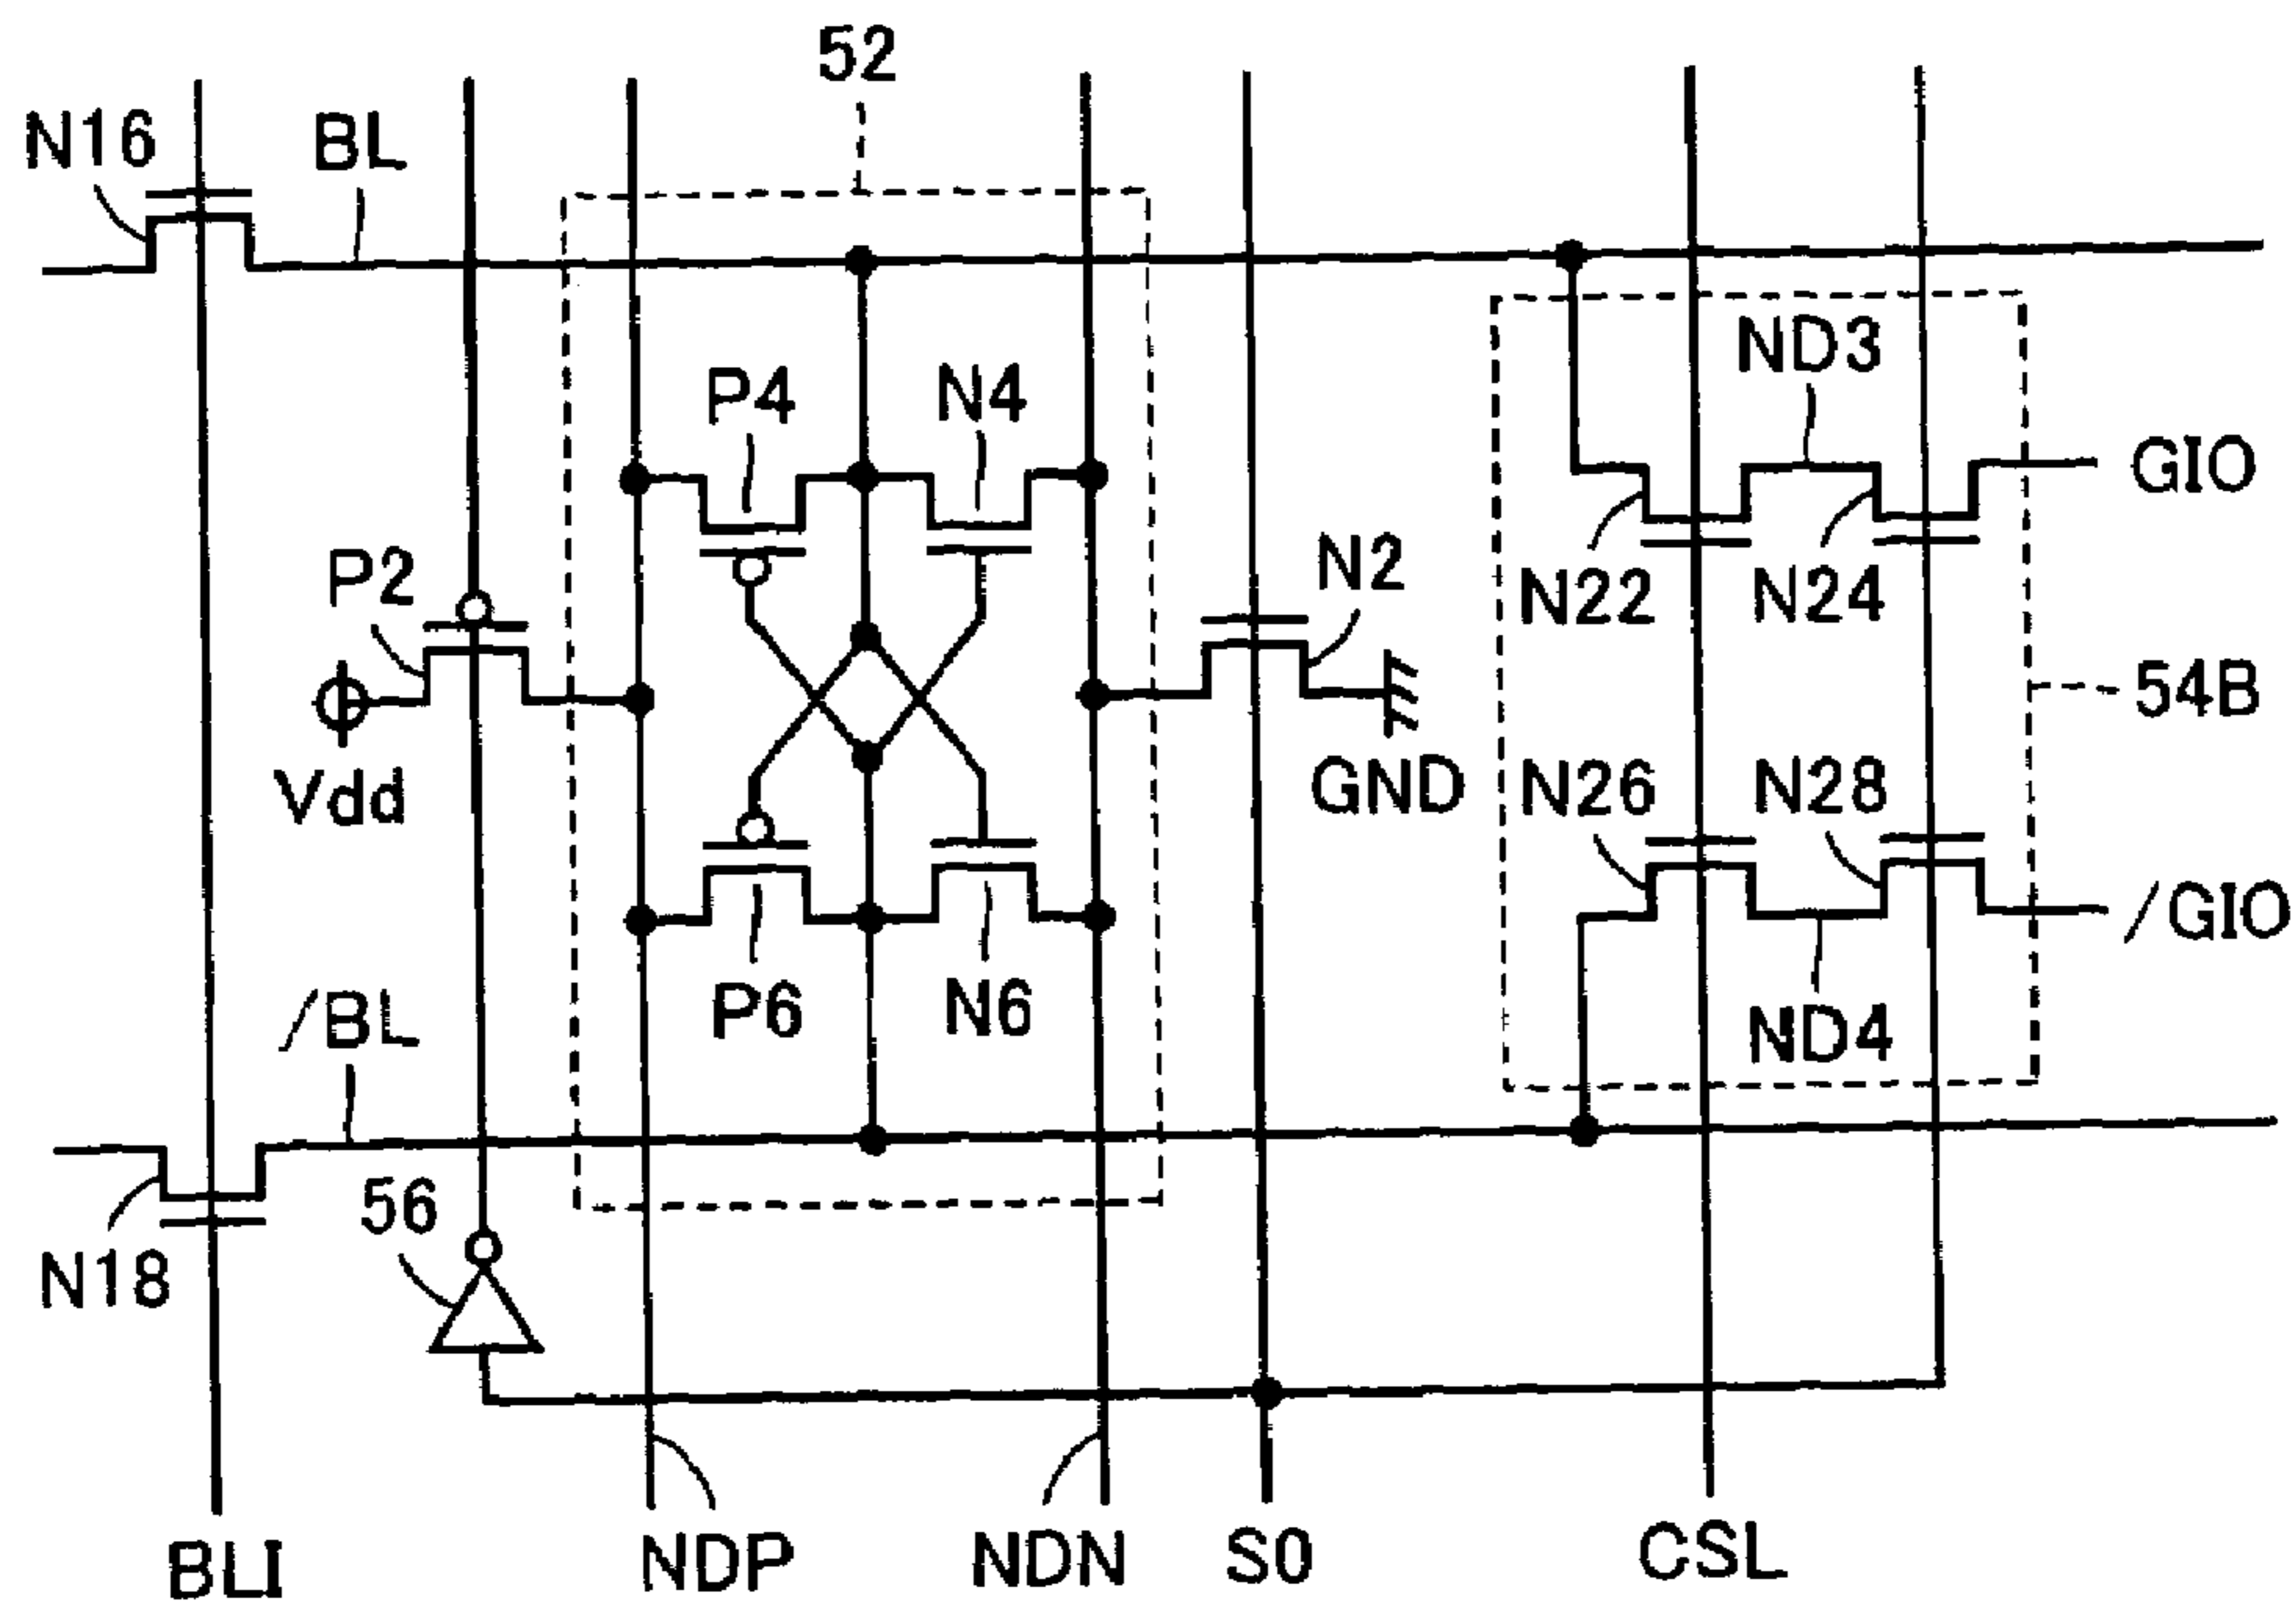 52
N16
BL
ND3
P4
N4
GIO
P2
N2
N22
N24
54B
Vdd
GND
N26
N28
/GIO
P6
N6
/BL
ND4
56
N18
BLI
NDP
NDN
S0
CSL